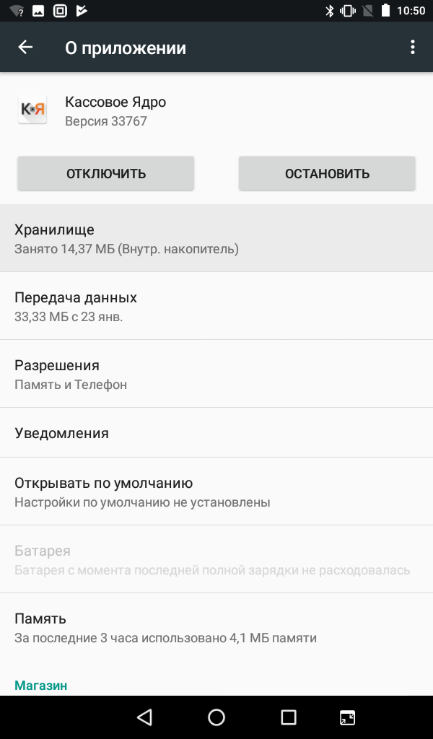 10:50
О приложении
К Я
Кассовое Ядро
Версия 33767
ОТКЛЮЧИТЬ
ОСТАНОВИТЬ
Хранилище
Занято 14,37 МБ (Внутр. накопитель)
Передача данных
33,33 МБ с 23 янв.
Разрешения
Память и Телефон
Уведомления
Открывать по умолчанию
Настройки по умолчанию не установлены
Батарея
Батарея с момента последней полной зарядки не расходовалась
Память
За последние 3 часа использовано 4,1 МБ памяти
Магазин